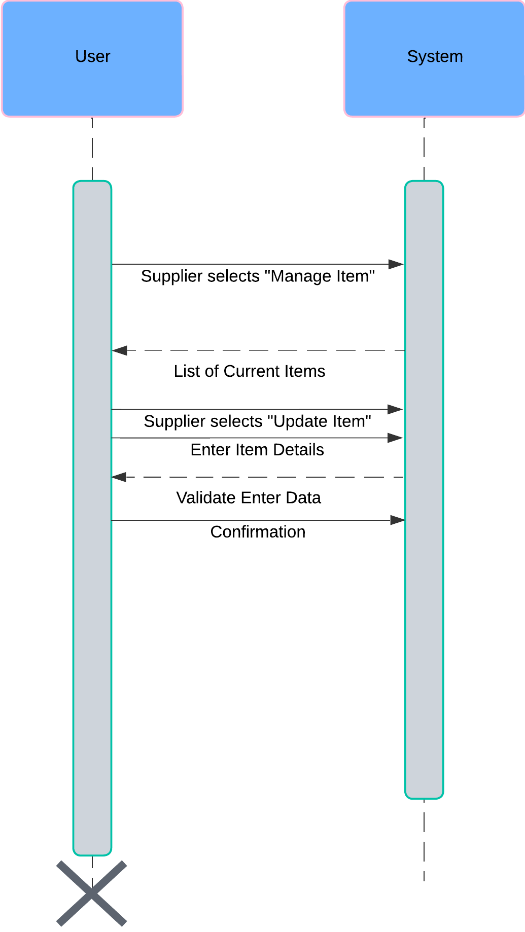 User
System
Supplier selects "Manage Item"
List of Current Items
Supplier selects "Update Item"
Enter Item Details
Validate Enter Data
Confirmation